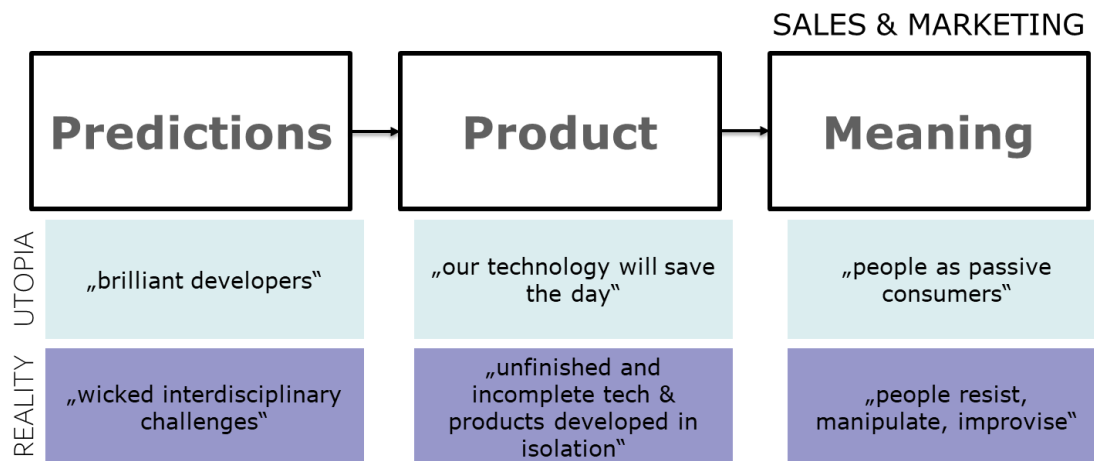 SALES & MARKETING
Predictions
Product
Meaning
UTOPIA
„brilliant developers“
„our technology will save
the day“
„people as passive
consumers“
REALITY
„wicked interdisciplinary
challenges“
„unfinished and
incomplete tech &
products developed in
isolation“
„people resist,
manipulate, improvise“